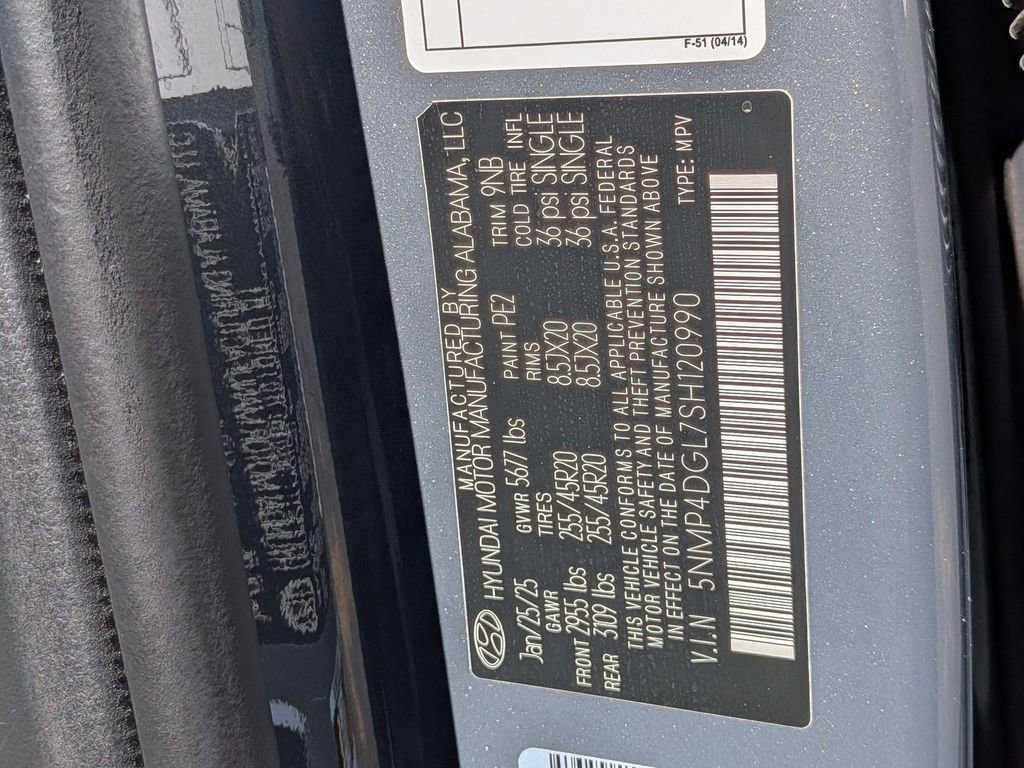 F-51 (04/14)
MANUFACTURED BY
HYUNDAI MOTOR MANUFACTURING ALABAMA, LLC
Jan/25/25 GVWR 5677 lbs PAINT PE2 TRIM 9NB
GAWR TIRES RIMS COLD TIRE INFL
FRONT 2955 lbs 255/45R20 8.5JX20 36 psi SINGLE
REAR 3109 lbs 255/45R20 8.5JX20 36 psi SINGLE
THIS VEHICLE CONFORMS TO ALL APPLICABLE U.S.A. FEDERAL
MOTOR VEHICLE SAFETY AND THEFT PREVENTION STANDARDS
IN EFFECT ON THE DATE OF MANUFACTURE SHOWN ABOVE
V.I.N 5NMP4DGL7SH120990 TYPE: MPV